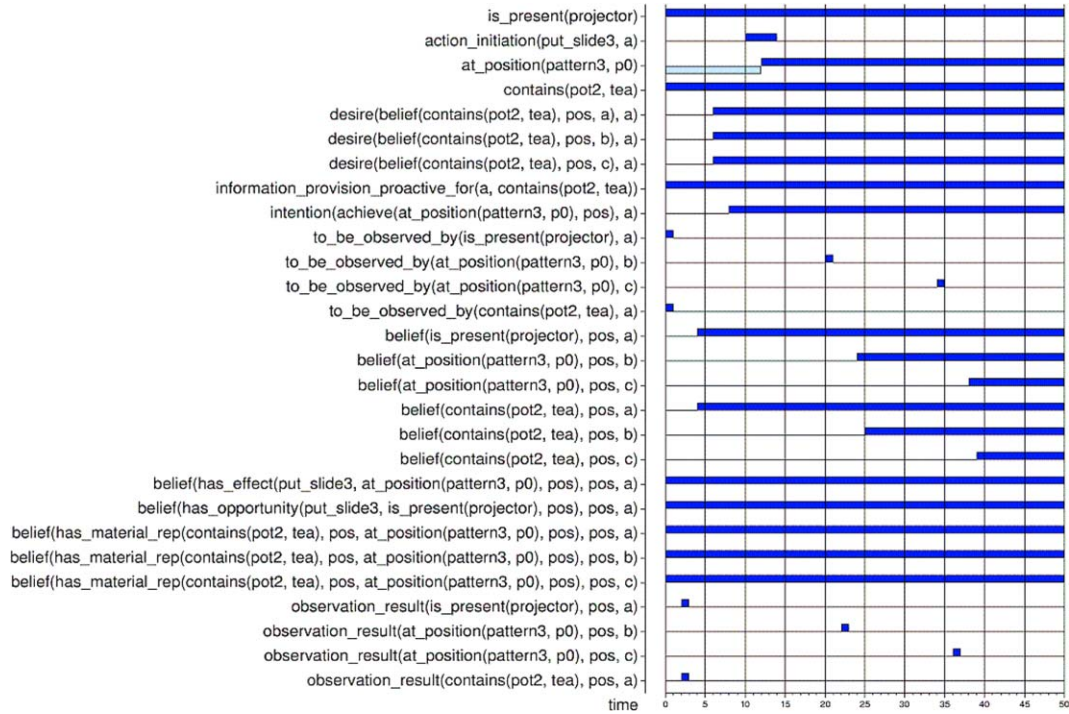 is_present(projector)
action_initiation(put_slide3, a)
at_position(pattern3, p0)
contains(pot2, tea)
desire(belief(contains(pot2, tea), pos, a), a)
desire(belief(contains(pot2, tea), pos, b), a)
desire(belief(contains(pot2, tea), pos, c), a)
information_provision_proactive_for(a, contains(pot2, tea))
intention(achieve(at_position(pattern3, p0), pos), a)
to_be_observed_by(is_present(projector), a)
to_be_observed_by(at_position(pattern3, p0), b)
to_be_observed_by(at_position(pattern3, p0), c)
to_be_observed_by(contains(pot2, tea), a)
belief(is_present(projector), pos, a)
belief(at_position(pattern3, p0), pos, b)
belief(at_position(pattern3, p0), pos, c)
belief(contains(pot2, tea), pos, a)
belief(contains(pot2, tea), pos, b)
belief(contains(pot2, tea), pos, c)
belief(has_effect(put_slide3, at_position(pattern3, p0), pos), pos, a)
belief(has_opportunity(put_slide3, is_present(projector), pos), pos, a)
belief(has_material_rep(contains(pot2, tea), pos, at_position(pattern3, p0), pos), pos, a)
belief(has_material_rep(contains(pot2, tea), pos, at_position(pattern3, p0), pos), pos, b)
belief(has_material_rep(contains(pot2, tea), pos, at_position(pattern3, p0), pos), pos, c)
observation_result(is_present(projector), pos, a)
observation_result(at_position(pattern3, p0), pos, b)
observation_result(at_position(pattern3, p0), pos, c)
observation_result(contains(pot2, tea), pos, a)
time 0 5 10 15 20 25 30 35 40 45 50